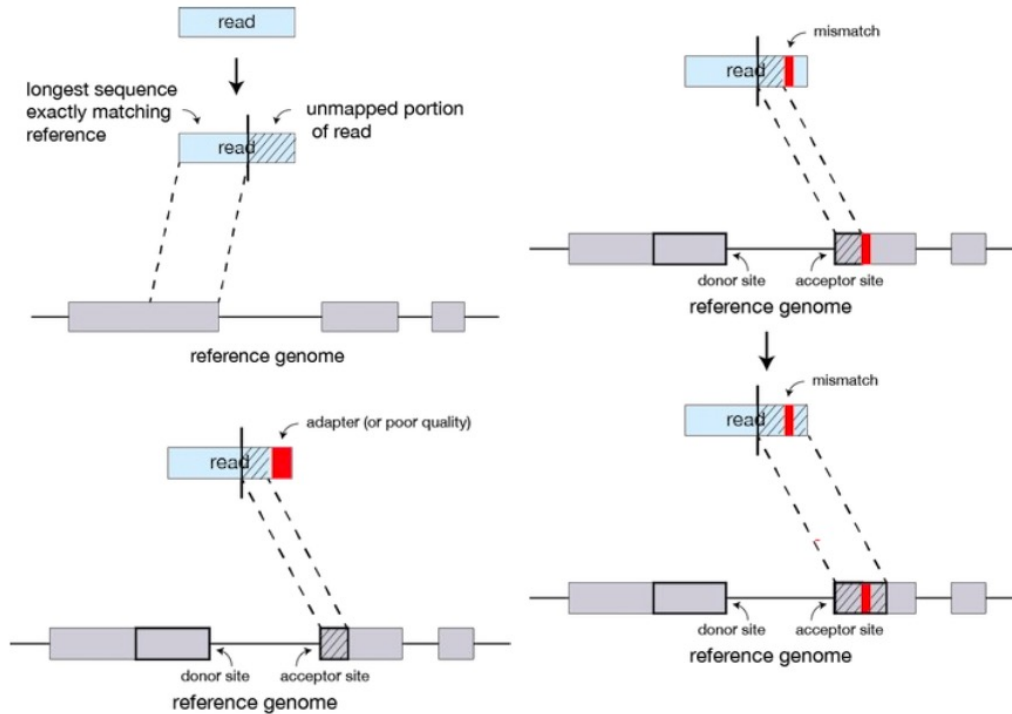 read
longest sequence
exactly matching
reference
unmapped portion
of read
read
reference genome
adapter (or poor quality)
read
donor site
acceptor site
reference genome
mismatch
read
donor site
acceptor site
reference genome
mismatch
read
donor site
acceptor site
reference genome